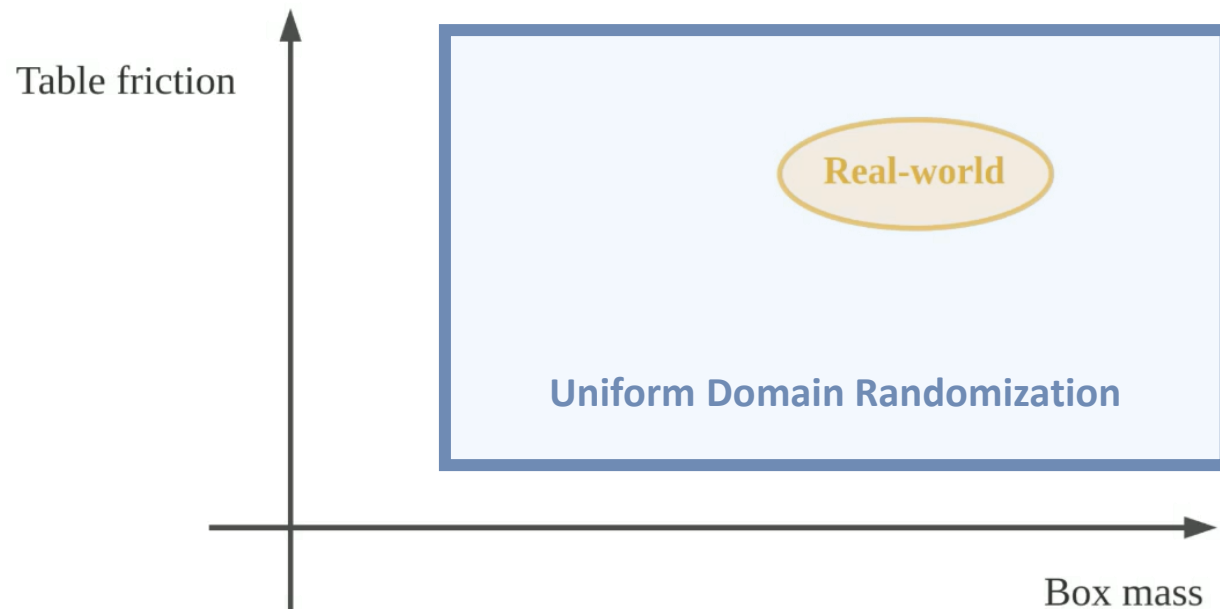 Table friction
Real-world
Uniform Domain Randomization
Box mass